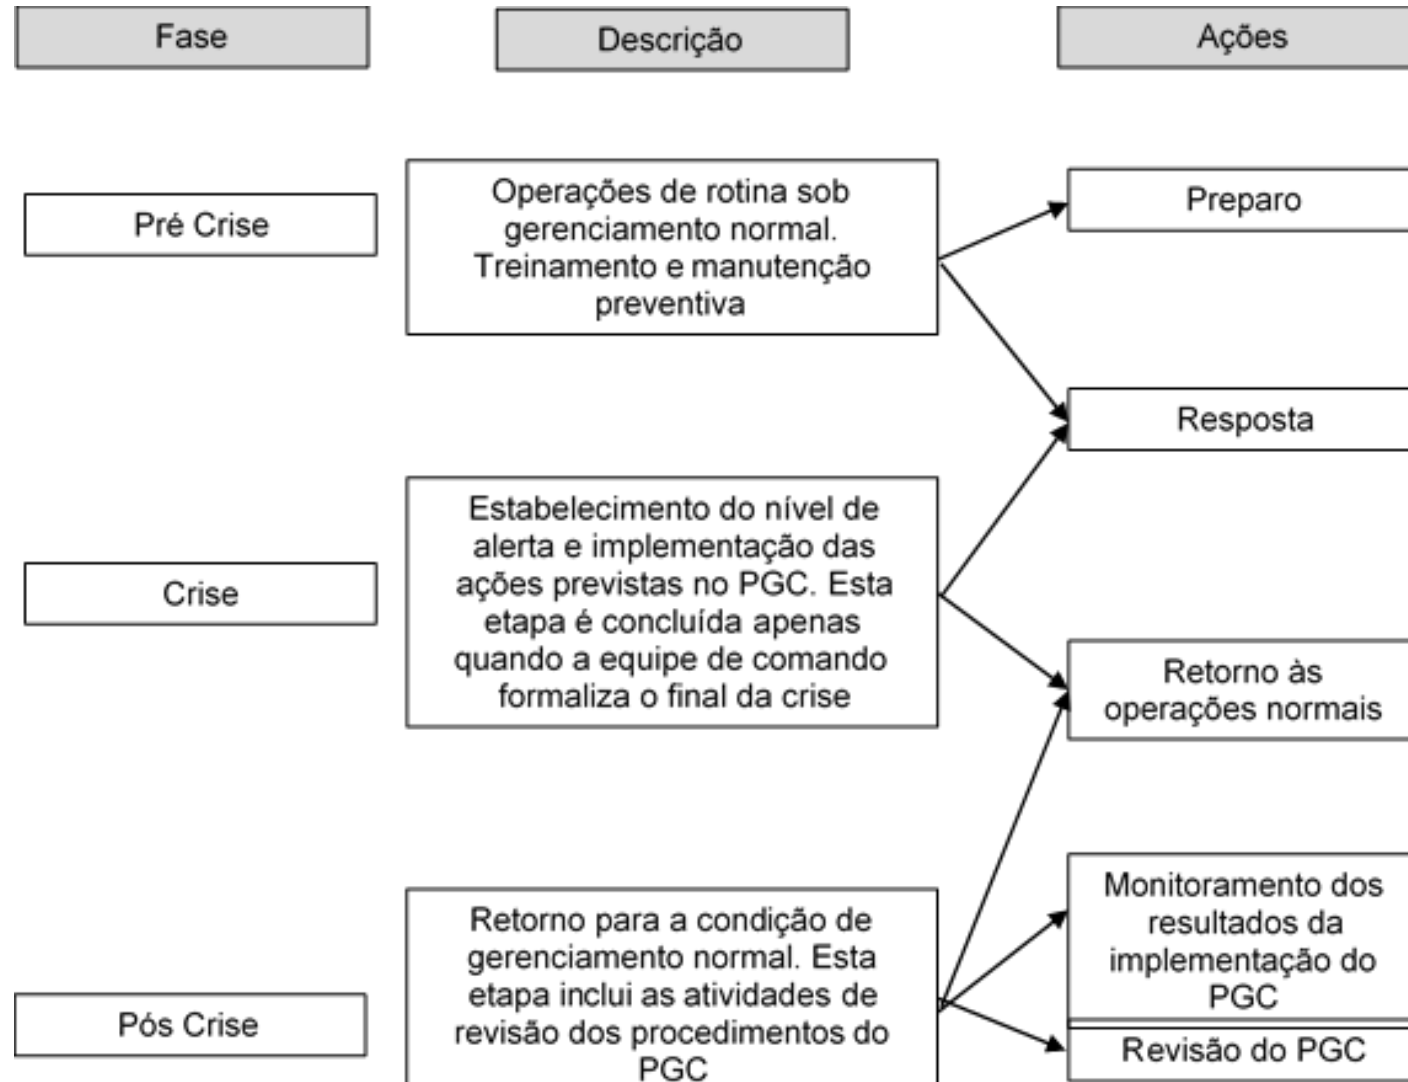 Fase
Descrição
Ações
Pré Crise
Operações de rotina sob
gerenciamento normal.
Treinamento e manutenção
preventiva
Preparo
Resposta
Crise
Estabelecimento do nível de
alerta e implementação das
ações previstas no PGC. Esta
etapa é concluída apenas
quando a equipe de comando
formaliza o final da crise
Retorno às
operações normais
Pós Crise
Retorno para a condição de
gerenciamento normal. Esta
etapa inclui as atividades de
revisão dos procedimentos do
PGC
Monitoramento dos
resultados da
implementação do
PGC
Revisão do PGC